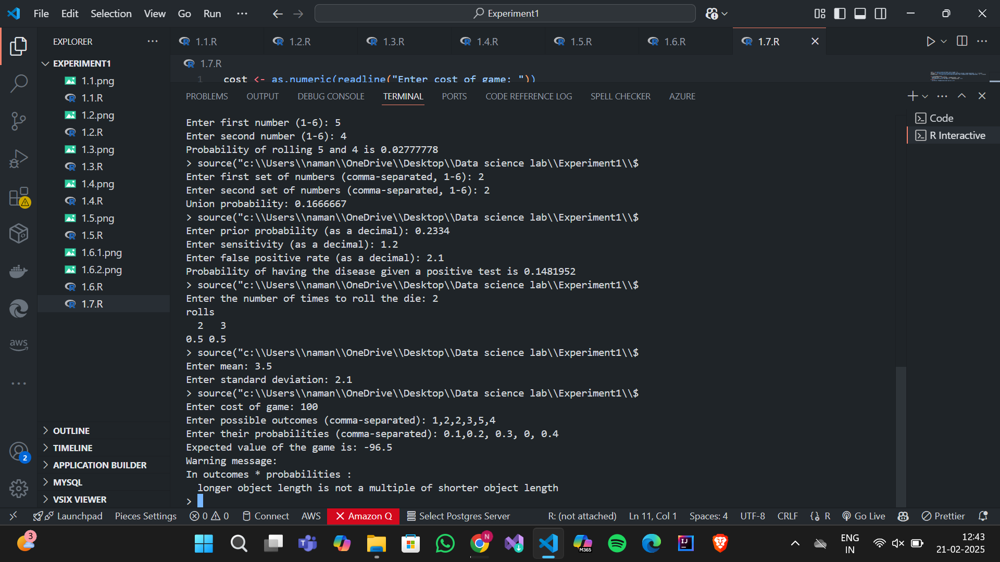 File Edit Selection View Go Run
Experiment1
EXPLORER
EXPERIMENT1
1.1.png
1.1.R
1.2.png
1.2.R
1.3.png
1.3.R
1.4.png
1.4.R
1.5.png
1.5.R
1.6.1.png
1.6.2.png
1.6.R
1.7.R
OUTLINE
TIMELINE
APPLICATION BUILDER
MYSQL
VSIX VIEWER
aws
2
1.1.R 1.2.R 1.3.R 1.4.R 1.5.R 1.6.R 1.7.R
1.7.R
1 cost <- as.numeric(readline("Enter cost of game: "))
PROBLEMS OUTPUT DEBUG CONSOLE TERMINAL PORTS CODE REFERENCE LOG SPELL CHECKER AZURE
Code
R Interactive
Enter first number (1-6): 5
Enter second number (1-6): 4
Probability of rolling 5 and 4 is 0.02777778
> source("c:\\Users\\naman\\OneDrive\\Desktop\\Data science lab\\Experiment1\\$
Enter first set of numbers (comma-separated, 1-6): 2
Enter second set of numbers (comma-separated, 1-6): 2
Union probability: 0.1666667
> source("c:\\Users\\naman\\OneDrive\\Desktop\\Data science lab\\Experiment1\\$
Enter prior probability (as a decimal): 0.2334
Enter sensitivity (as a decimal): 1.2
Enter false positive rate (as a decimal): 2.1
Probability of having the disease given a positive test is 0.1481952
> source("c:\\Users\\naman\\OneDrive\\Desktop\\Data science lab\\Experiment1\\$
Enter the number of times to roll the die: 2
rolls
2 3
0.5 0.5
> source("c:\\Users\\naman\\OneDrive\\Desktop\\Data science lab\\Experiment1\\$
Enter mean: 3.5
Enter standard deviation: 2.1
> source("c:\\Users\\naman\\OneDrive\\Desktop\\Data science lab\\Experiment1\\$
Enter cost of game: 100
Enter possible outcomes (comma-separated): 1,2,2,3,5,4
Enter their probabilities (comma-separated): 0.1,0.2, 0.3, 0, 0.4
Expected value of the game is: -96.5
Warning message:
In outcomes * probabilities :
longer object length is not a multiple of shorter object length
>
Launchpad Pieces Settings 0 0 Connect AWS Amazon Q Select Postgres Server R: (not attached) Ln 11, Col 1 Spaces: 4 UTF-8 CRLF R Go Live Prettier
3
N
M365
IJ
ENG
IN
12:43
21-02-2025